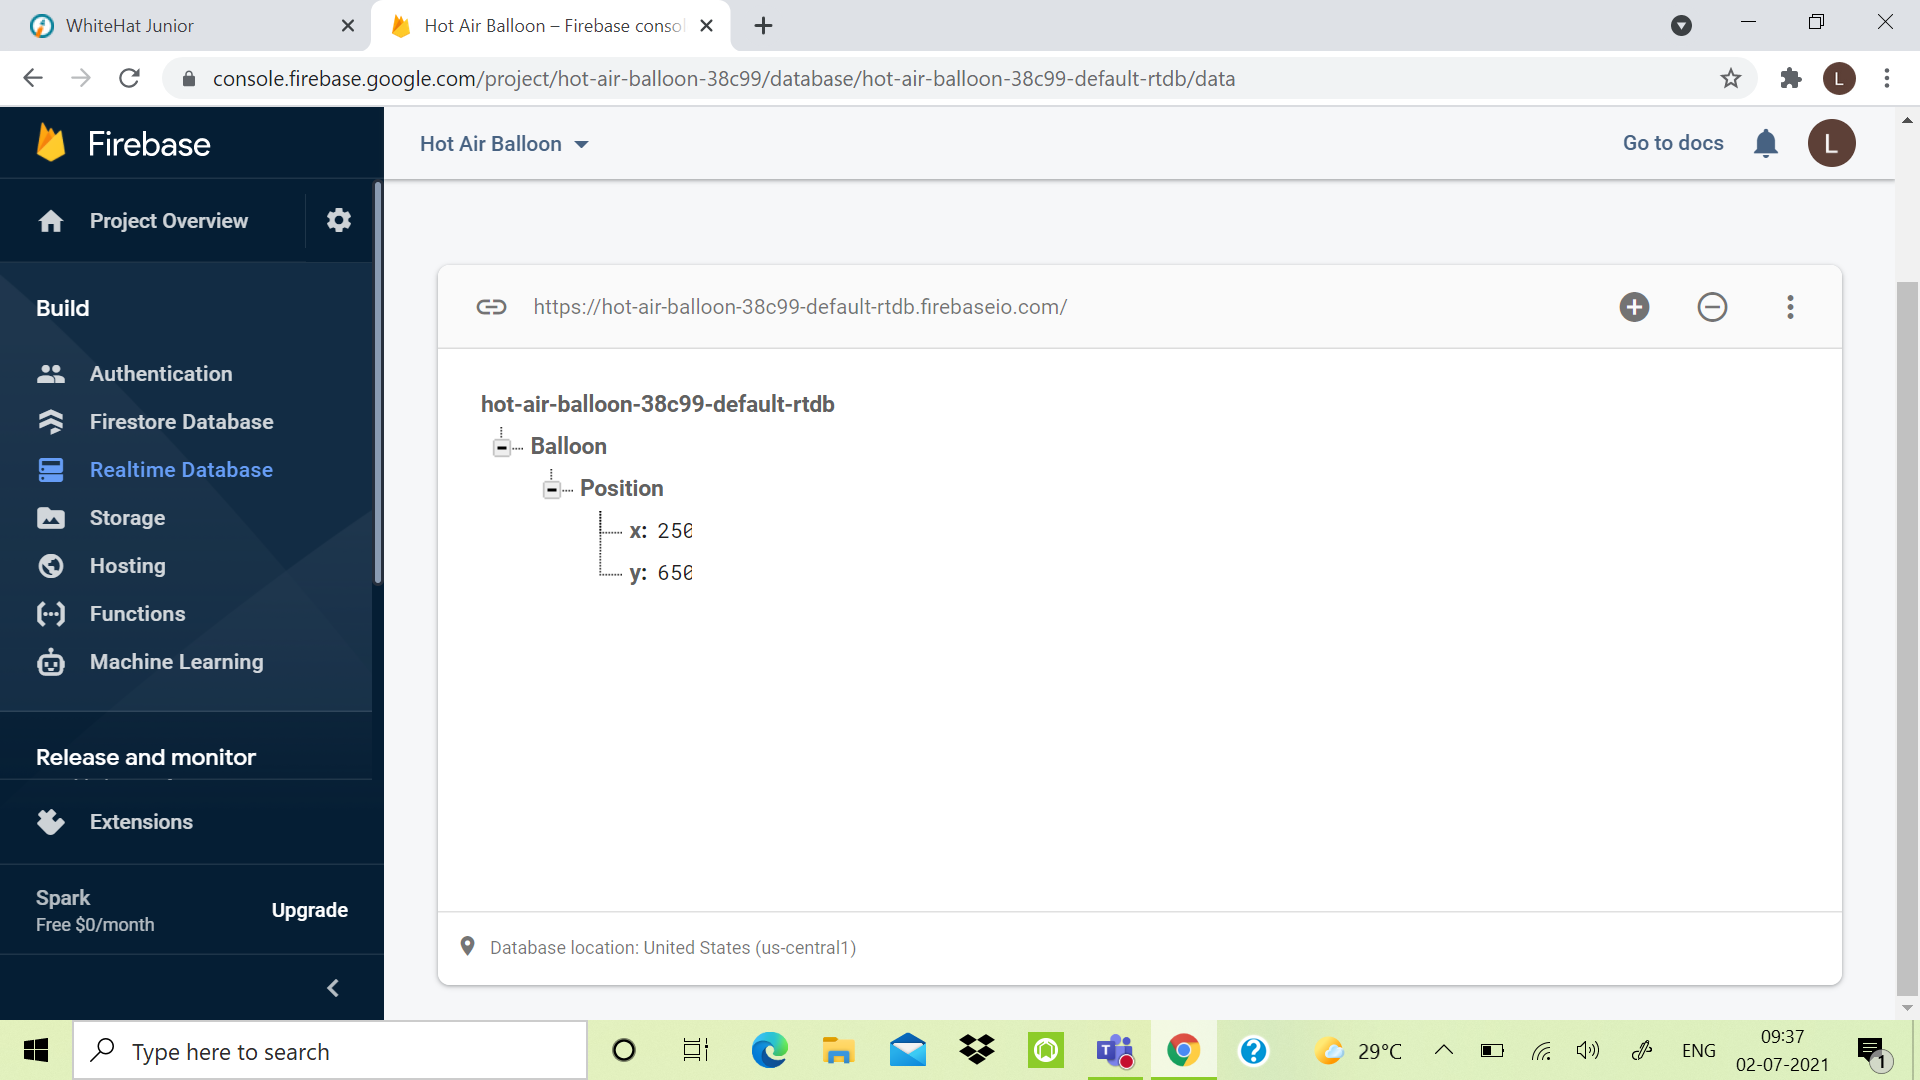 WhiteHat Junior
Hot Air Balloon – Firebase consol
console.firebase.google.com/project/hot-air-balloon-38c99/database/hot-air-balloon-38c99-default-rtdb/data
L
Firebase
Hot Air Balloon
Go to docs
L
Project Overview
Build
Authentication
Firestore Database
Realtime Database
Storage
Hosting
Functions
Machine Learning
Release and monitor
Extensions
Spark
Free $0/month
Upgrade
https://hot-air-balloon-38c99-default-rtdb.firebaseio.com/
hot-air-balloon-38c99-default-rtdb
Balloon
Position
x: 250
y: 650
Database location: United States (us-central1)
Type here to search
29°C
ENG
09:37
02-07-2021
1